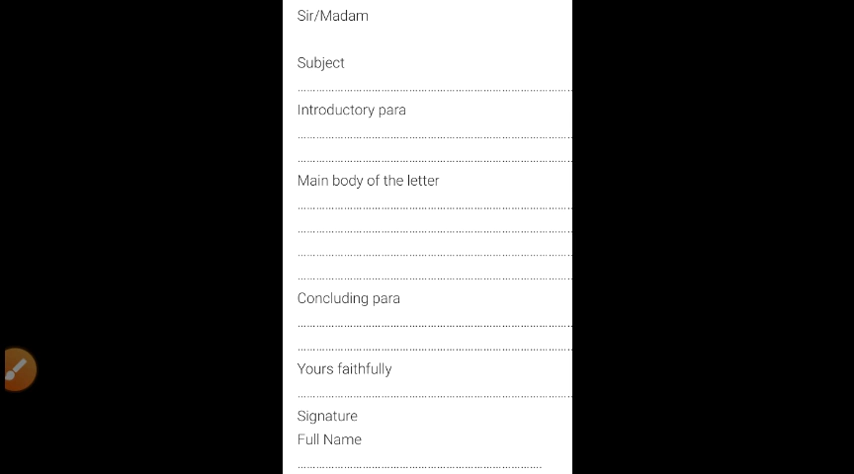 Sir/Madam
Subject
................................................................................
Introductory para
................................................................................
................................................................................
Main body of the letter
................................................................................
................................................................................
................................................................................
................................................................................
Concluding para
................................................................................
................................................................................
Yours faithfully
................................................................................
Signature
Full Name
.......................................................................